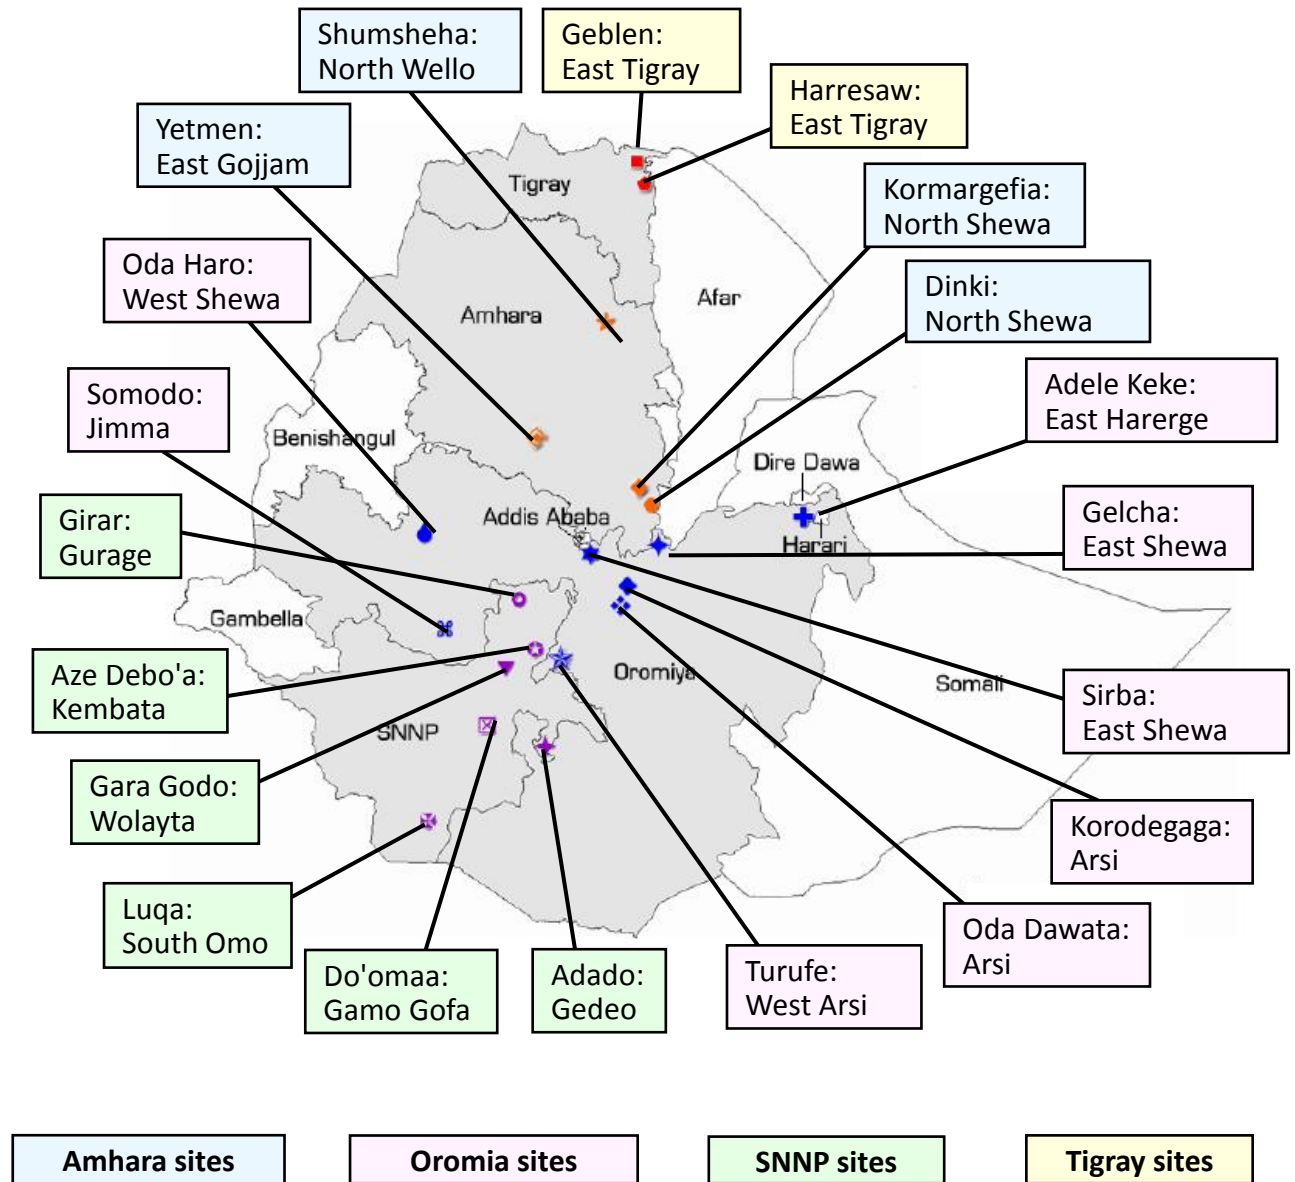 Shumsheha:
North Wello
Geblen:
East Tigray
Harresaw:
East Tigray
Yetmen:
East Gojjam
Kormargefia:
North Shewa
Oda Haro:
West Shewa
Dinki:
North Shewa
Somodo:
Jimma
Adele Keke:
East Harerge
Girar:
Gurage
Gelcha:
East Shewa
Aze Debo'a:
Kembata
Sirba:
East Shewa
Gara Godo:
Wolayta
Korodegaga:
Arsi
Luqa:
South Omo
Do'omaa:
Gamo Gofa
Adado:
Gedeo
Turufe:
West Arsi
Oda Dawata:
Arsi
Tigray
Afar
Amhara
Benishangul
Dire Dawa
Addis Ababa
Harari
Gambella
Oromiya
Somali
SNNP
Amhara sites
Oromia sites
SNNP sites
Tigray sites